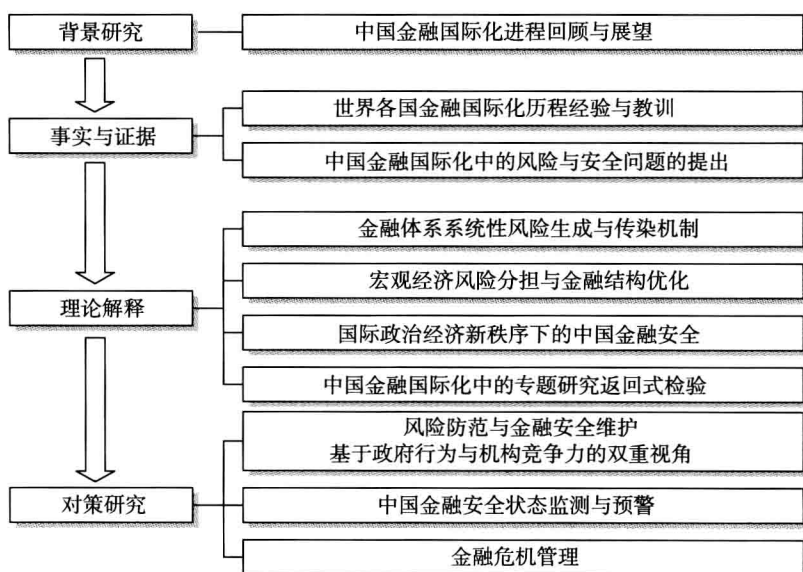 背景研究
中国金融国际化进程回顾与展望
事实与证据
世界各国金融国际化历程经验与教训
中国金融国际化中的风险与安全问题的提出
理论解释
金融体系系统性风险生成与传染机制
宏观经济风险分担与金融结构优化
国际政治经济新秩序下的中国金融安全
中国金融国际化中的专题研究返回式检验
对策研究
风险防范与金融安全维护
基于政府行为与机构竞争力的双重视角
中国金融安全状态监测与预警
金融危机管理